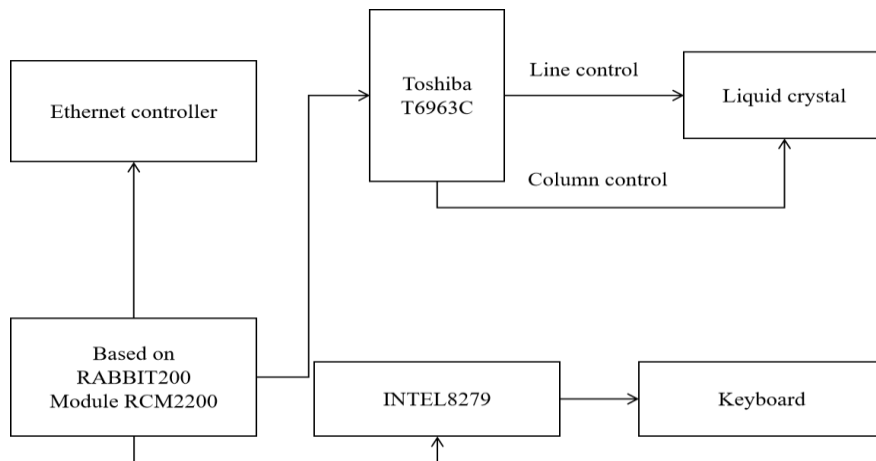 Toshiba
T6963C
Line control
Liquid crystal
Ethernet controller
Column control
Based on
RABBIT200
Module RCM2200
INTEL8279
Keyboard